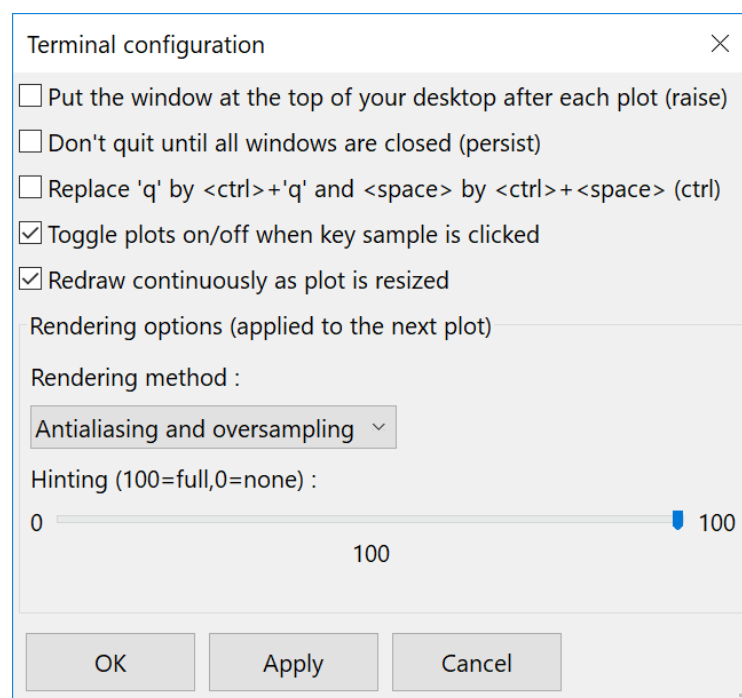 Terminal configuration
Put the window at the top of your desktop after each plot (raise)
Don't quit until all windows are closed (persist)
Replace 'q' by <ctrl>+'q' and <space> by <ctrl>+<space> (ctrl)
Toggle plots on/off when key sample is clicked
Redraw continuously as plot is resized
Rendering options (applied to the next plot)
Rendering method :
Antialiasing and oversampling
Hinting (100=full,0=none) :
0 100
100
OK Apply Cancel